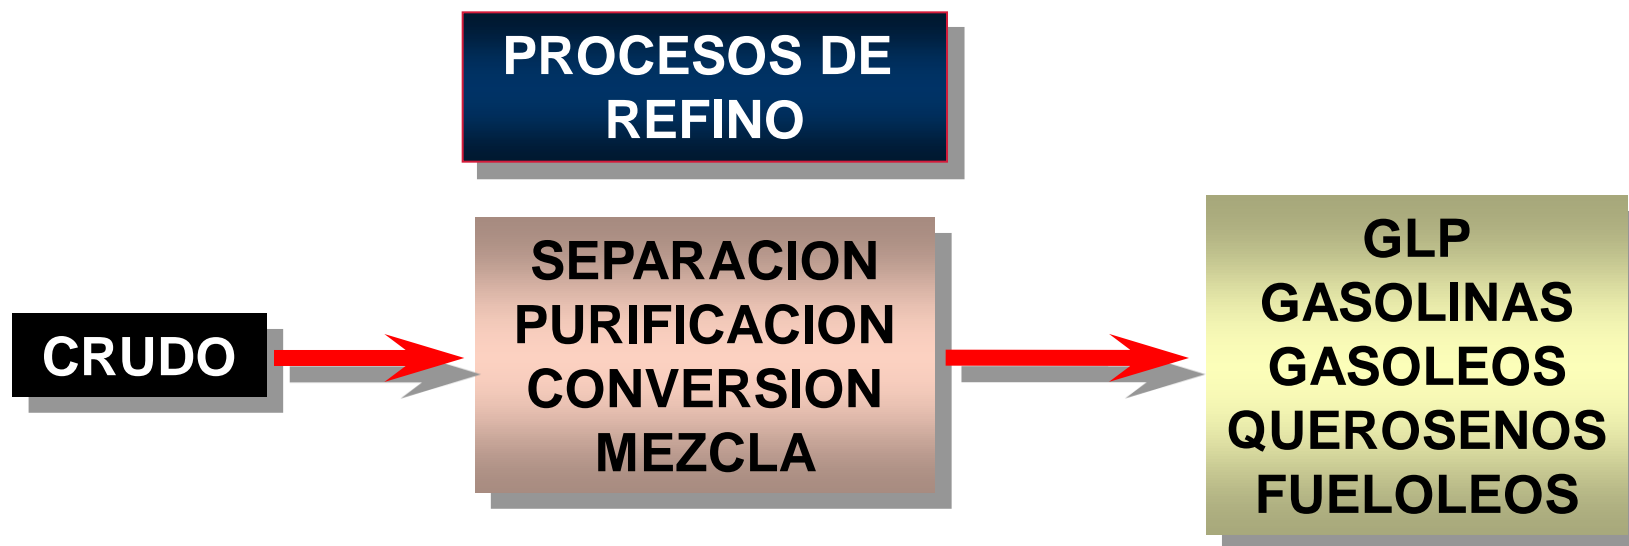 PROCESOS DE
REFINO
CRUDO
SEPARACION
PURIFICACION
CONVERSION
MEZCLA
GLP
GASOLINAS
GASOLEOS
QUEROSENOS
FUELOLEOS